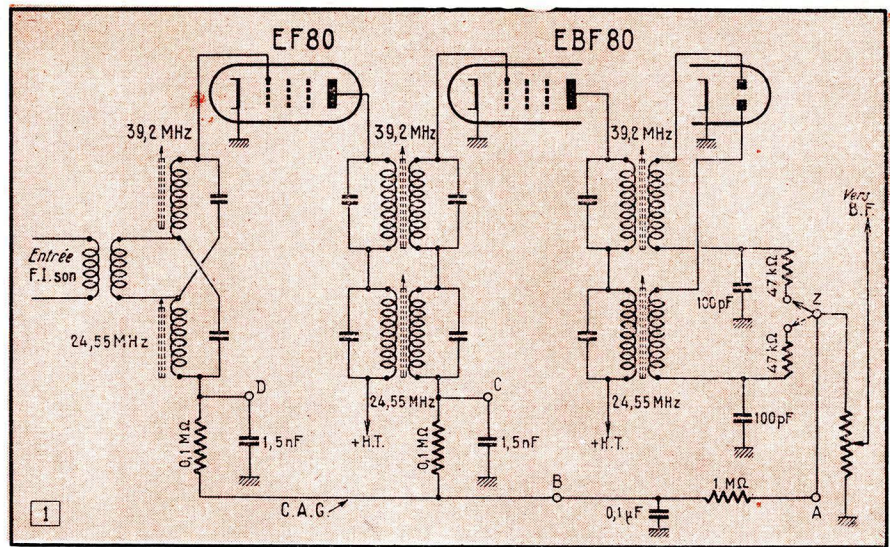 EF80
EBF80
39,2 MHz
39,2 MHz
39,2 MHz
Entrée
F.I. son
Vers
B.F.
24,55 MHz
100pF
47 kΩ
Z
47 kΩ
D
C
24,55 MHz
24,55 MHz
0,1 MΩ
1,5 nF
+H.T.
0,1 MΩ
1,5 nF
+H.T.
100pF
B
1 MΩ
A
1
C.A.G.
0,1 µF